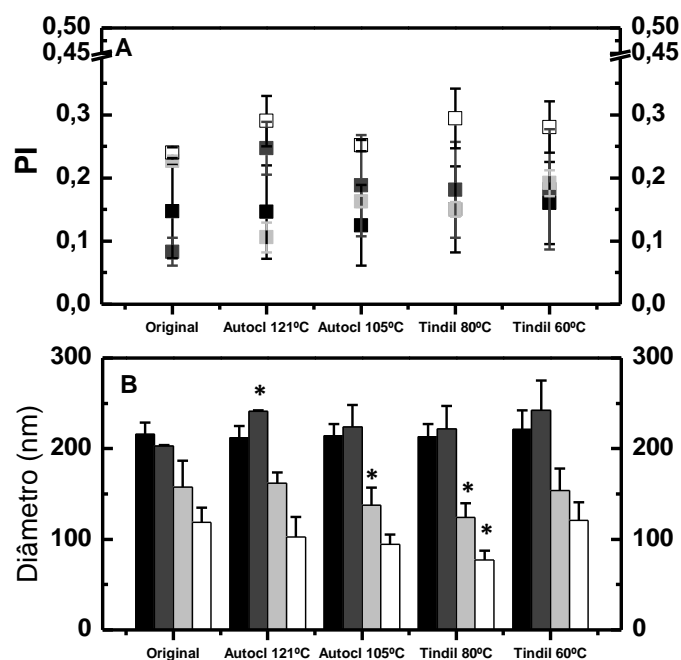 0,50 0,50
0,45 A 0,45
0,3 0,3
PI
0,2 0,2
0,1 0,1
0,0 0,0
Original Autocl 121ºC Autocl 105ºC Tindil 80ºC Tindil 60ºC
300 300
B
*
200 200
Diâmetro (nm)
* * *
100 100
0 0
Original Autocl 121ºC Autocl 105ºC Tindil 80ºC Tindil 60ºC